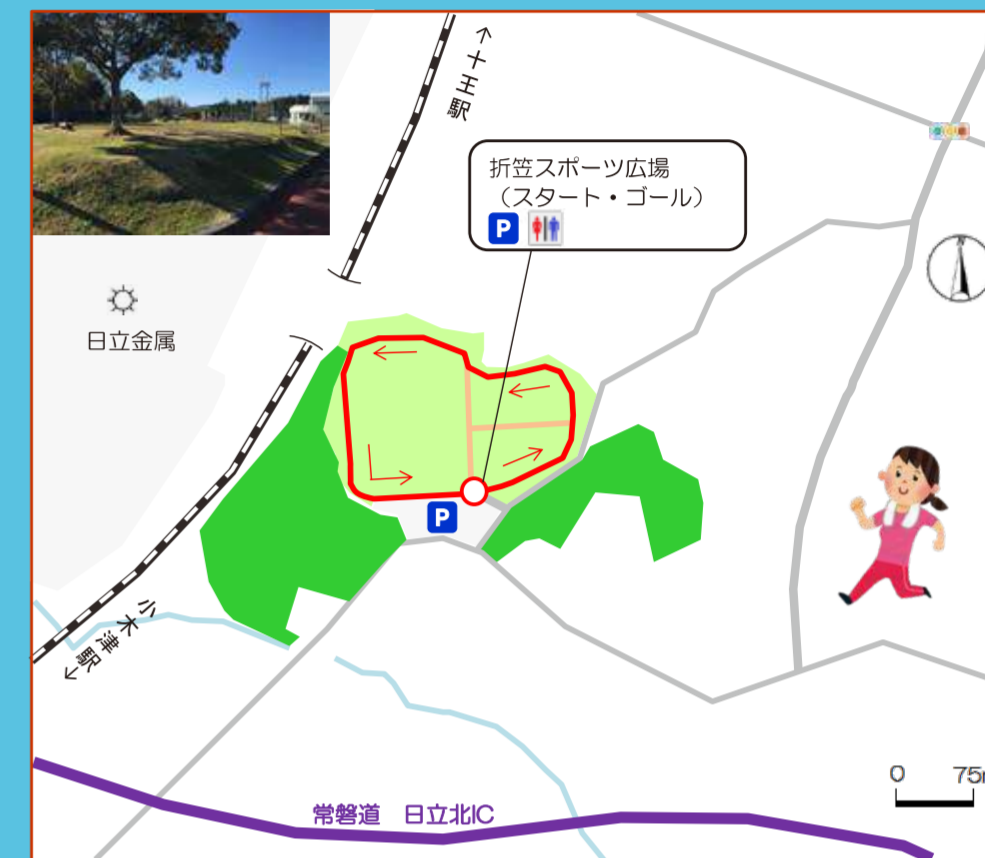 ↑十王駅
折笠スポーツ広場
(スタート・ゴール)
P
日立金属
N
P
小木津駅↓
0 75m
常磐道 日立北IC